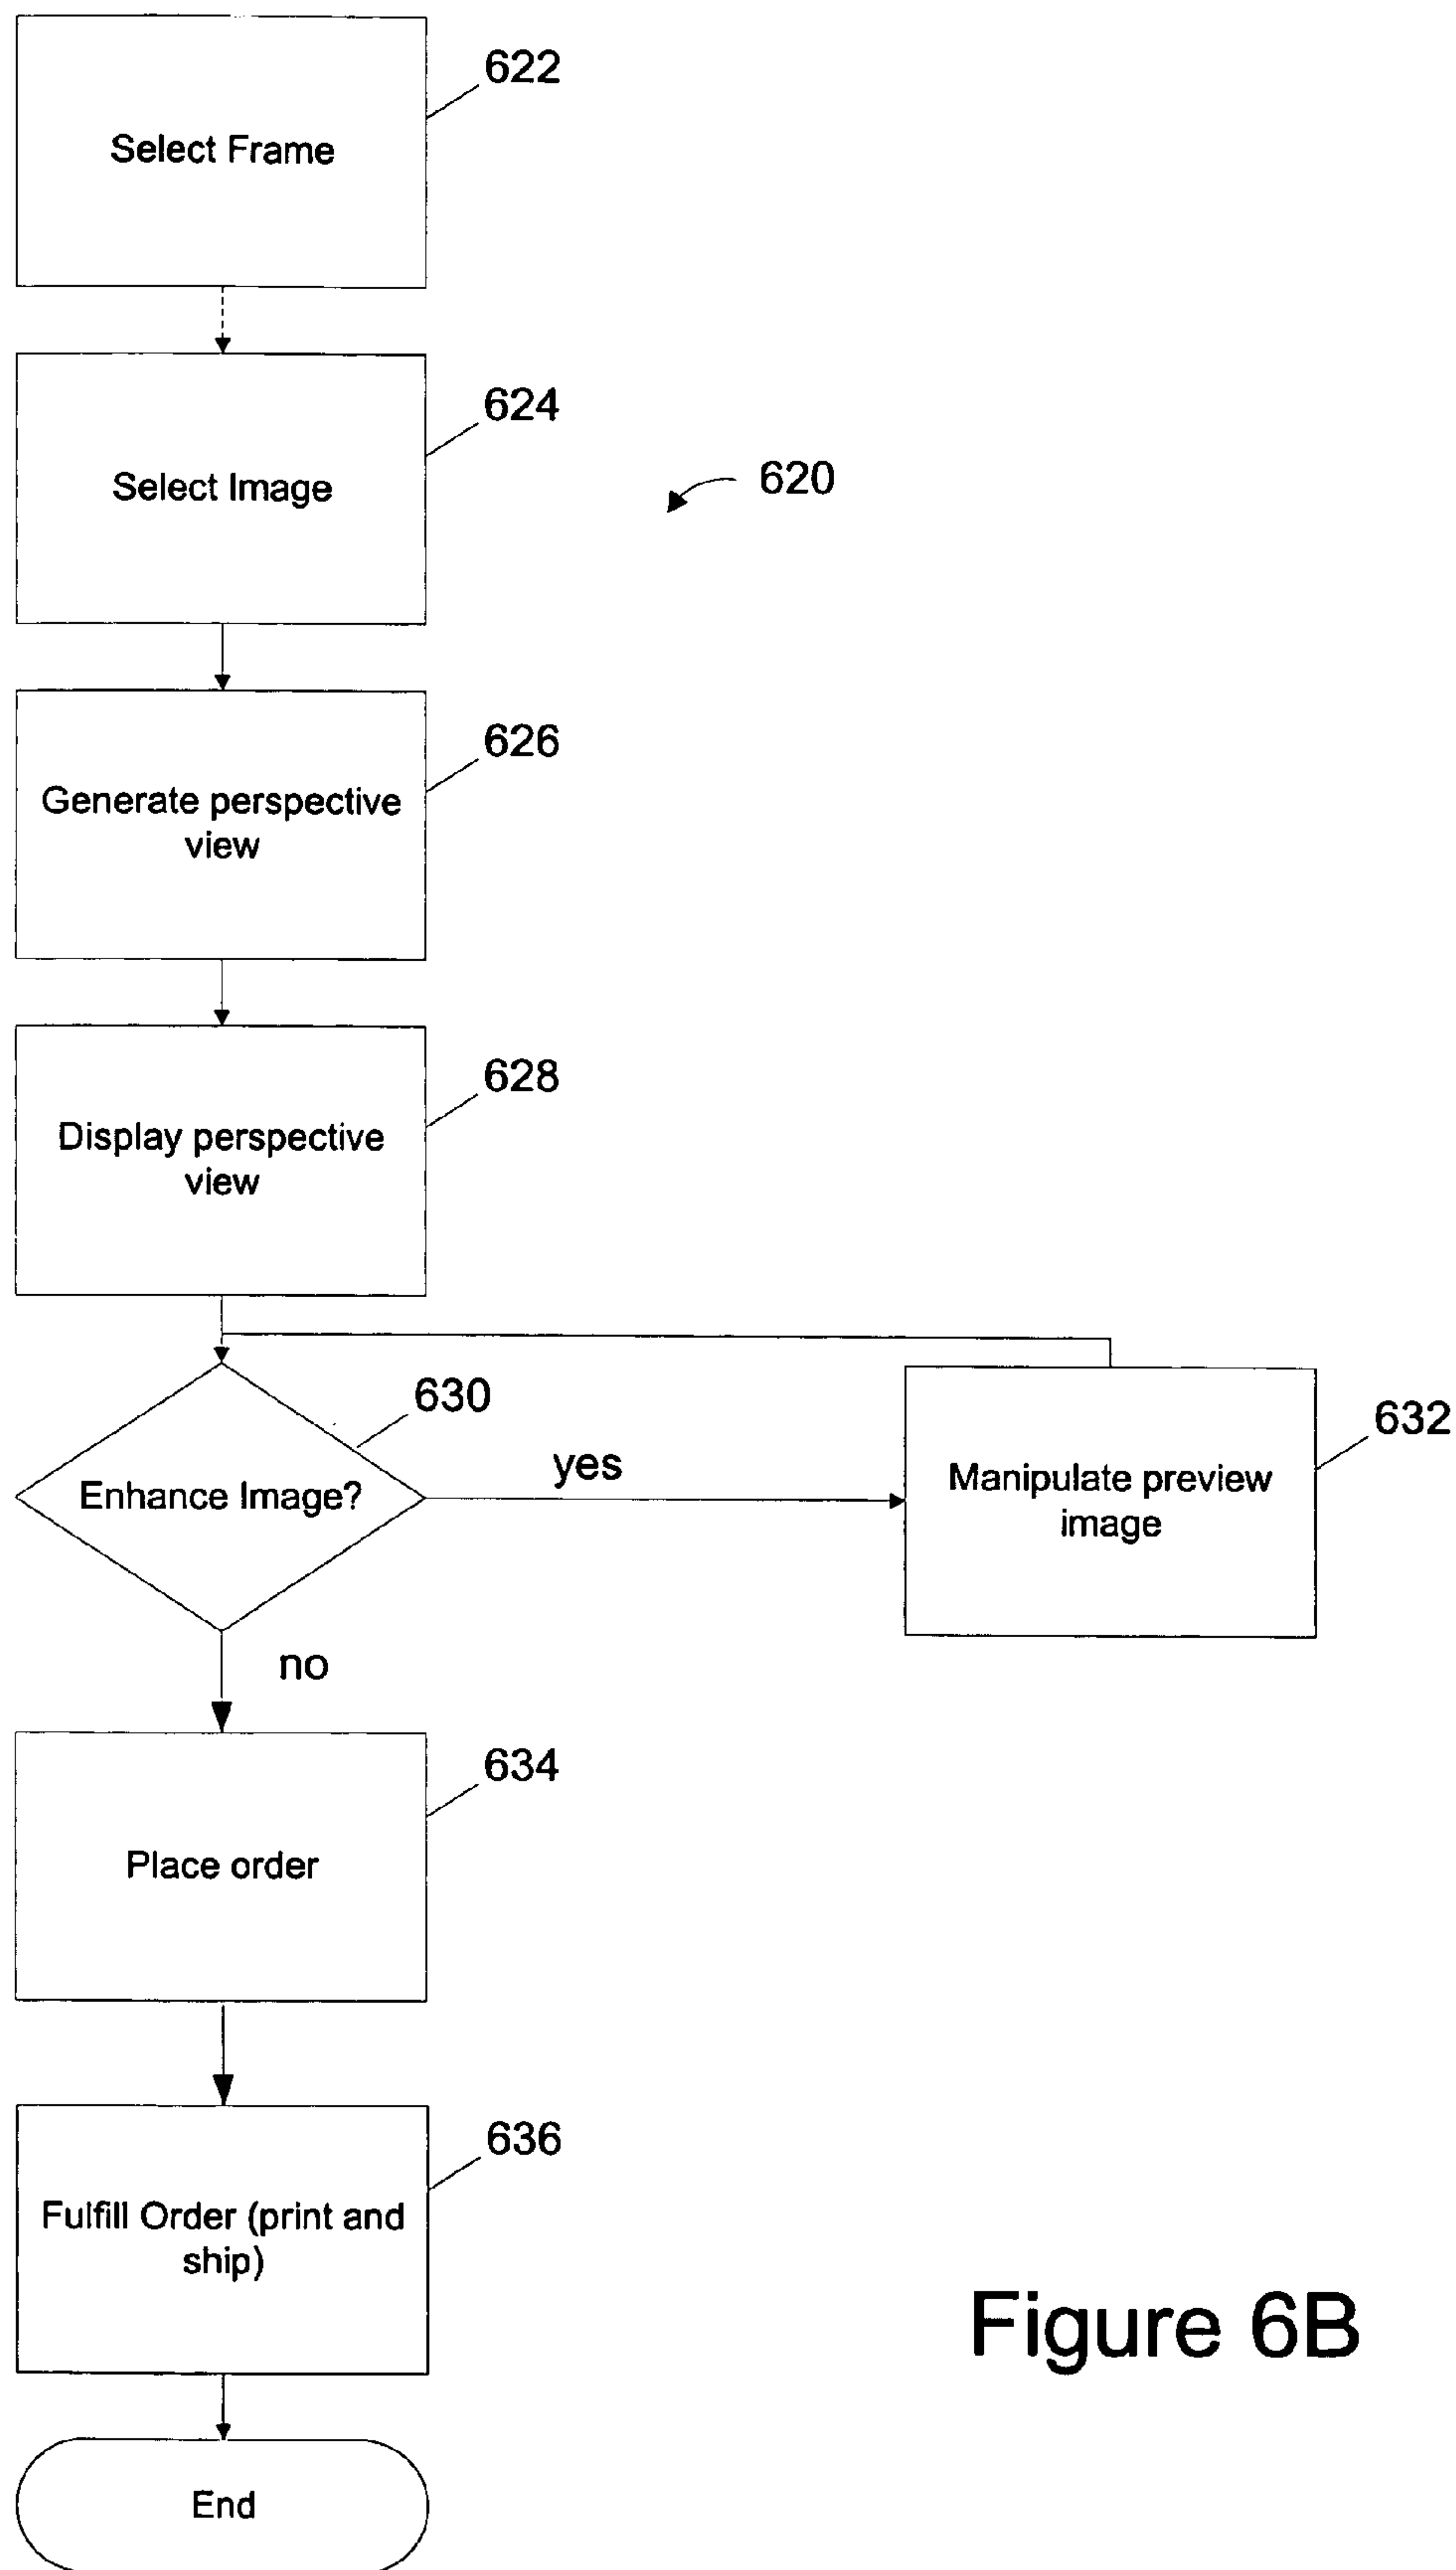 622
Select Frame
624
Select Image
620
626
Generate perspective
view
628
Display perspective
view
630
Enhance Image?
yes
632
Manipulate preview
image
no
634
Place order
636
Fulfill Order (print and
ship)
Figure 6B
End